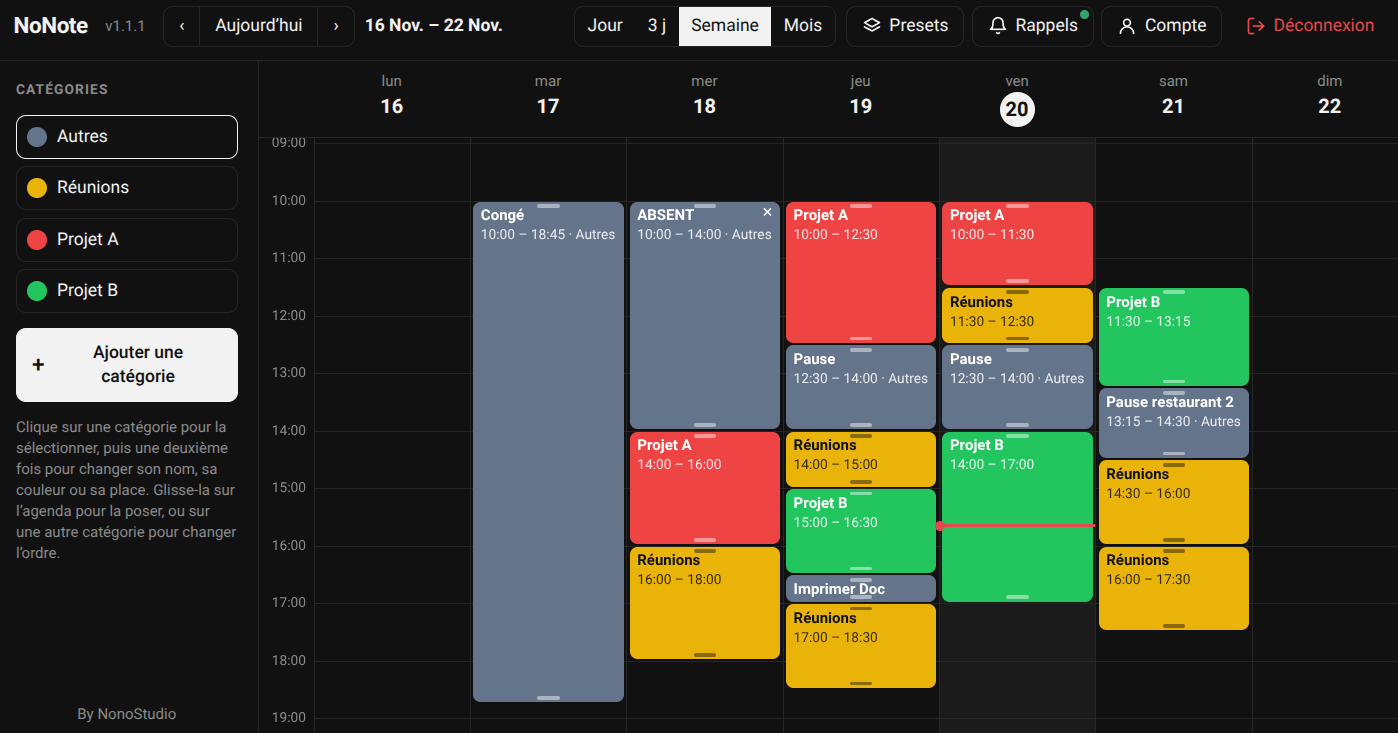 NoNote v1.1.1 ‹ Aujourd’hui › 16 Nov. – 22 Nov. Jour 3 j Semaine Mois Presets Rappels Compte Déconnexion
CATÉGORIES
Autres
Réunions
Projet A
Projet B
+ Ajouter une
catégorie
Clique sur une catégorie pour la
sélectionner, puis une deuxième
fois pour changer son nom, sa
couleur ou sa place. Glisse-la sur
l’agenda pour la poser, ou sur
une autre catégorie pour changer
l’ordre.
By NonoStudio
lun mar mer jeu ven sam dim
16 17 18 19 20 21 22
09:00
10:00
11:00
12:00
13:00
14:00
15:00
16:00
17:00
18:00
19:00
Congé
10:00 – 18:45 · Autres
ABSENT ×
10:00 – 14:00 · Autres
Projet A
14:00 – 16:00
Réunions
16:00 – 18:00
Projet A
10:00 – 12:30
Pause
12:30 – 14:00 · Autres
Réunions
14:00 – 15:00
Projet B
15:00 – 16:30
Imprimer Doc
Réunions
17:00 – 18:30
Projet A
10:00 – 11:30
Réunions
11:30 – 12:30
Pause
12:30 – 14:00 · Autres
Projet B
14:00 – 17:00
Projet B
11:30 – 13:15
Pause restaurant 2
13:15 – 14:30 · Autres
Réunions
14:30 – 16:00
Réunions
16:00 – 17:30